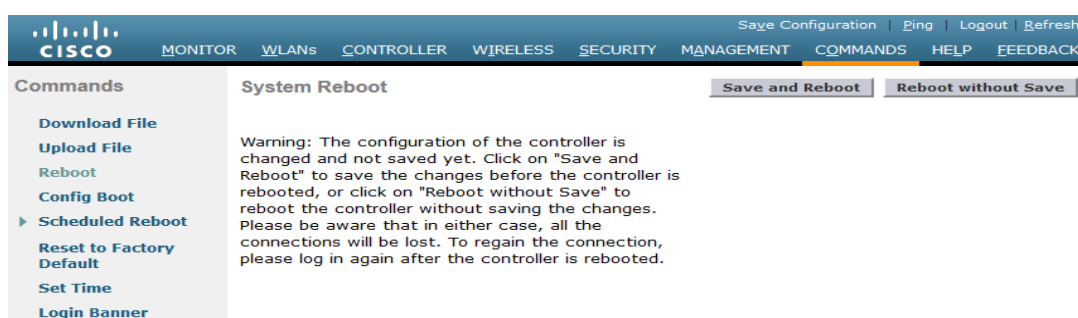 Save Configuration | Ping | Logout | Refresh
CISCO MONITOR WLANs CONTROLLER WIRELESS SECURITY MANAGEMENT COMMANDS HELP FEEDBACK
Commands
Download File
Upload File
Reboot
Config Boot
Scheduled Reboot
Reset to Factory
Default
Set Time
Login Banner
System Reboot
Save and Reboot
Reboot without Save
Warning: The configuration of the controller is
changed and not saved yet. Click on "Save and
Reboot" to save the changes before the controller is
rebooted, or click on "Reboot without Save" to
reboot the controller without saving the changes.
Please be aware that in either case, all the
connections will be lost. To regain the connection,
please log in again after the controller is rebooted.